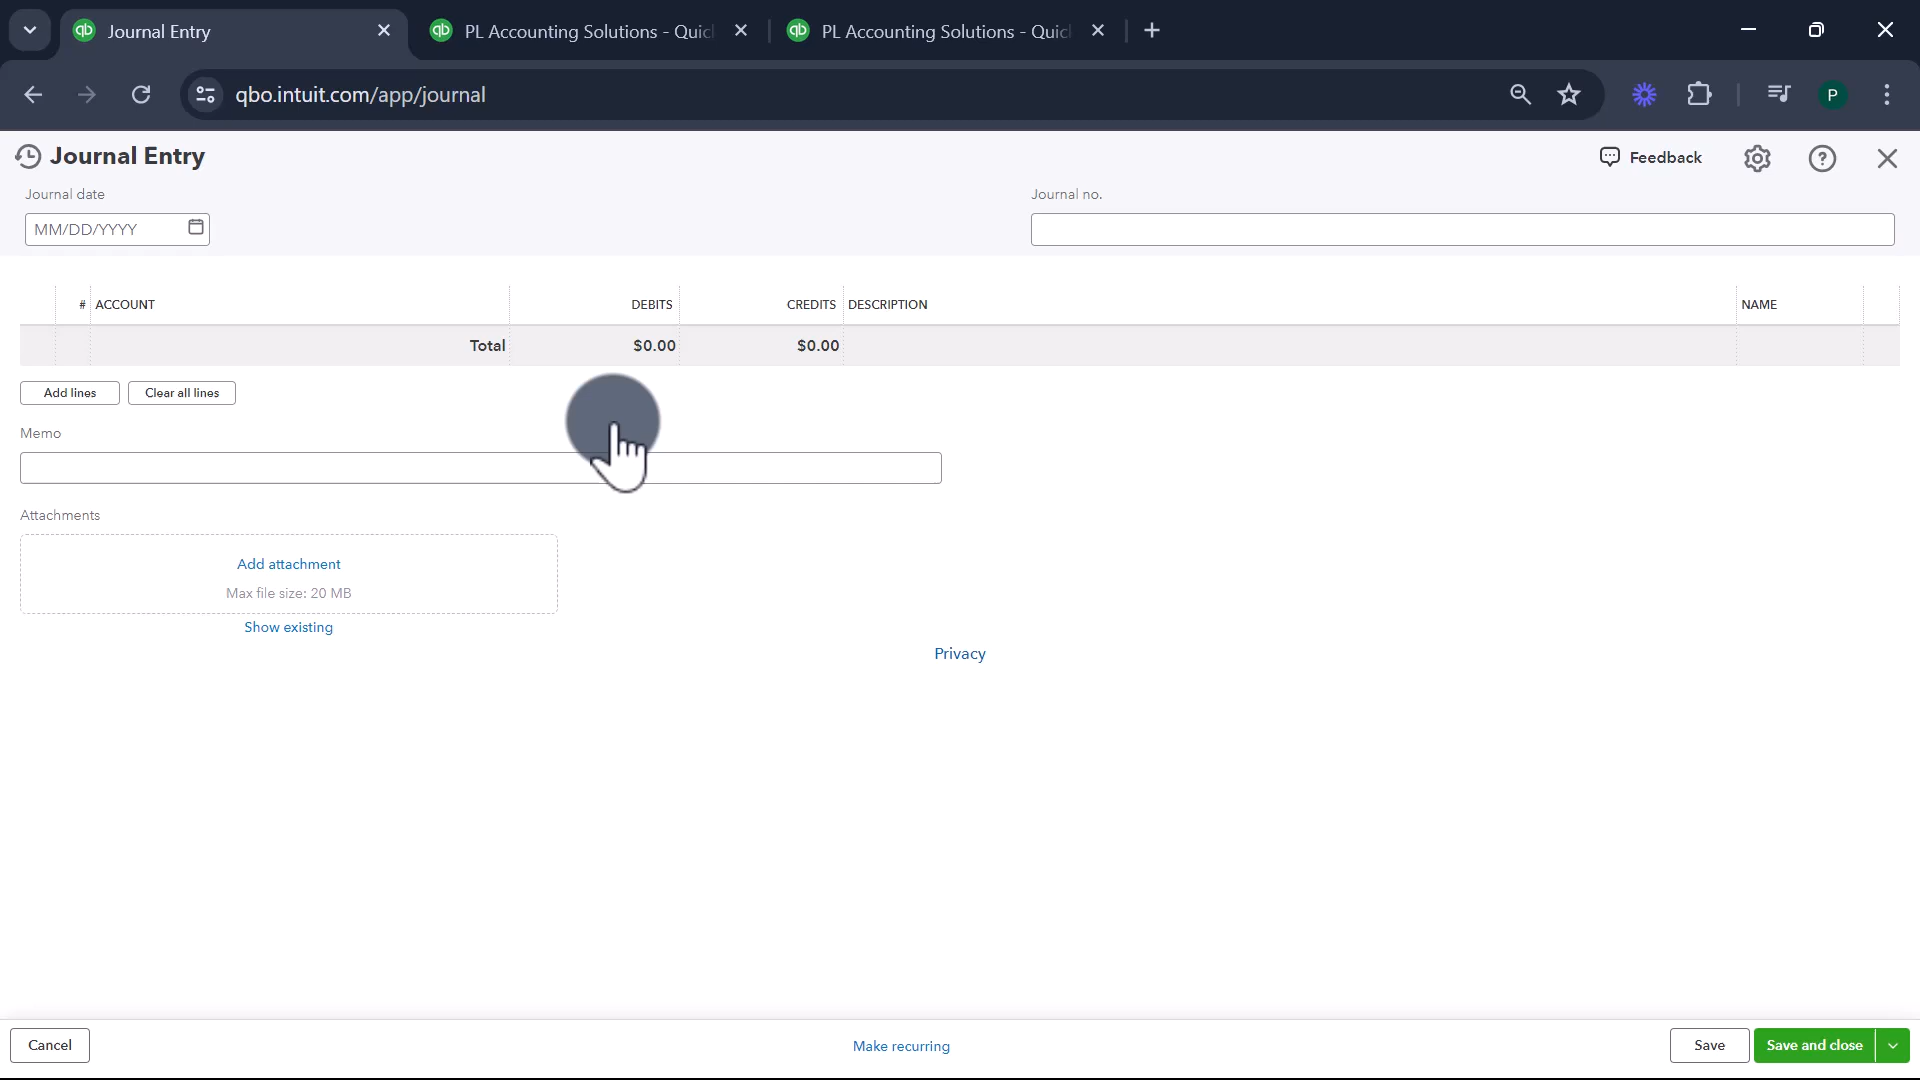 Journal Entry
PL Accounting Solutions - Quic
PL Accounting Solutions - Quic
qbo.intuit.com/app/journal
P
Journal Entry
Feedback
Journal date
Journal no.
MM/DD/YYYY
# ACCOUNT DEBITS CREDITS DESCRIPTION NAME
Total $0.00 $0.00
Add lines Clear all lines
Memo
Attachments
Add attachment
Max file size: 20 MB
Show existing
Privacy
Cancel Make recurring Save Save and close